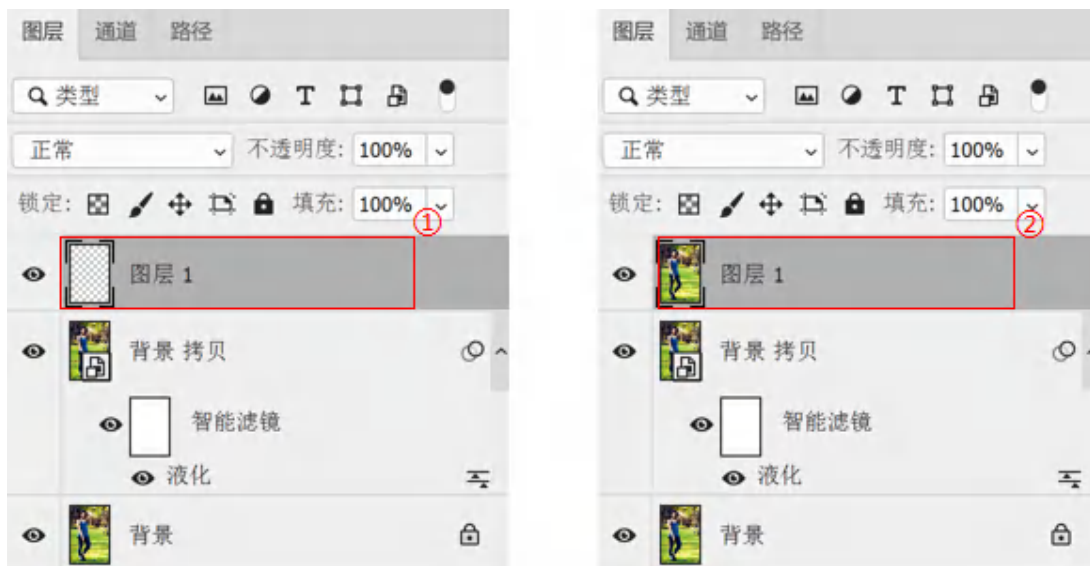 图层 通道 路径
类型 T
正常 不透明度: 100%
锁定: 填充: 100%
①
图层 1
背景 拷贝
智能滤镜
液化
背景
图层 通道 路径
类型 T
正常 不透明度: 100%
锁定: 填充: 100%
②
图层 1
背景 拷贝
智能滤镜
液化
背景